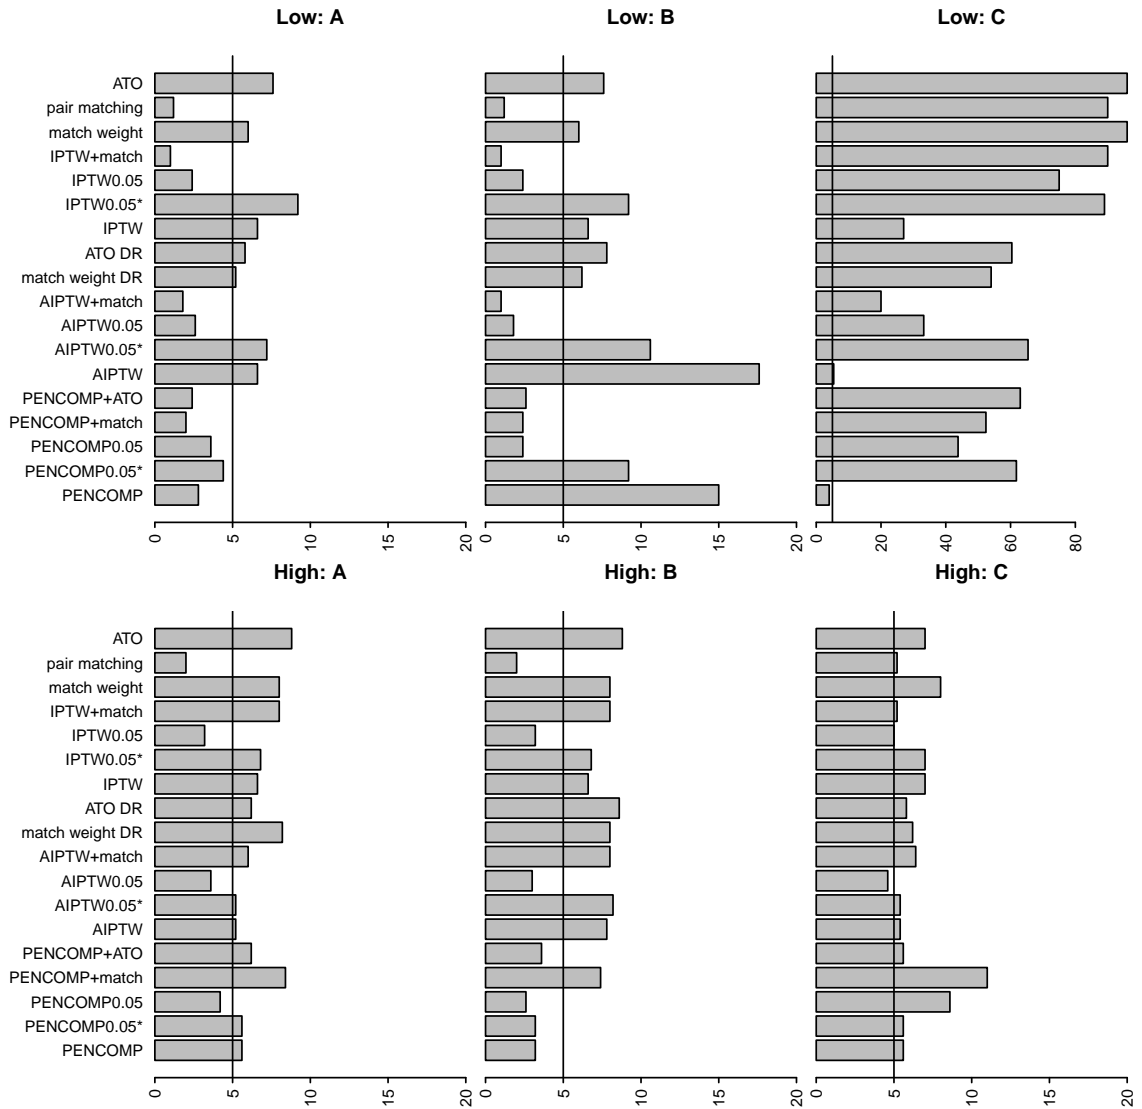 Low: A
Low: B
Low: C
ATO
pair matching
match weight
IPTW+match
IPTW0.05
IPTW0.05*
IPTW
ATO DR
match weight DR
AIPTW+match
AIPTW0.05
AIPTW0.05*
AIPTW
PENCOMP+ATO
PENCOMP+match
PENCOMP0.05
PENCOMP0.05*
PENCOMP
0 5 10 15 20
0 5 10 15 20
0 20 40 60 80
High: A
High: B
High: C
ATO
pair matching
match weight
IPTW+match
IPTW0.05
IPTW0.05*
IPTW
ATO DR
match weight DR
AIPTW+match
AIPTW0.05
AIPTW0.05*
AIPTW
PENCOMP+ATO
PENCOMP+match
PENCOMP0.05
PENCOMP0.05*
PENCOMP
0 5 10 15 20
0 5 10 15 20
0 5 10 15 20